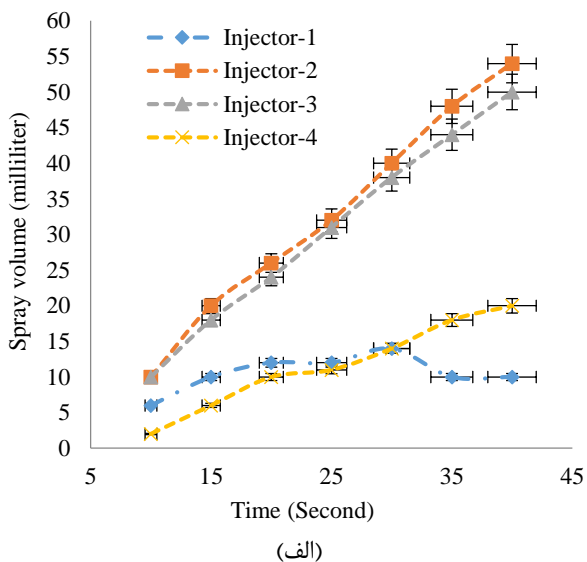 Spray volume (milliliter)
60
55
50
45
40
35
30
25
20
15
10
5
0
Injector-1
Injector-2
Injector-3
Injector-4
5 15 25 35 45
Time (Second)
(الف)